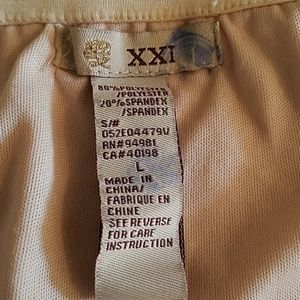 XXI
80%POLYESTER
/POLYESTER
20%SPANDEX
/SPANDEX
S/#
052E04479V
RN#94981
CA#40198
L
MADE IN
CHINA/
FABRIQUE EN
CHINE
SEE REVERSE
FOR CARE
INSTRUCTION